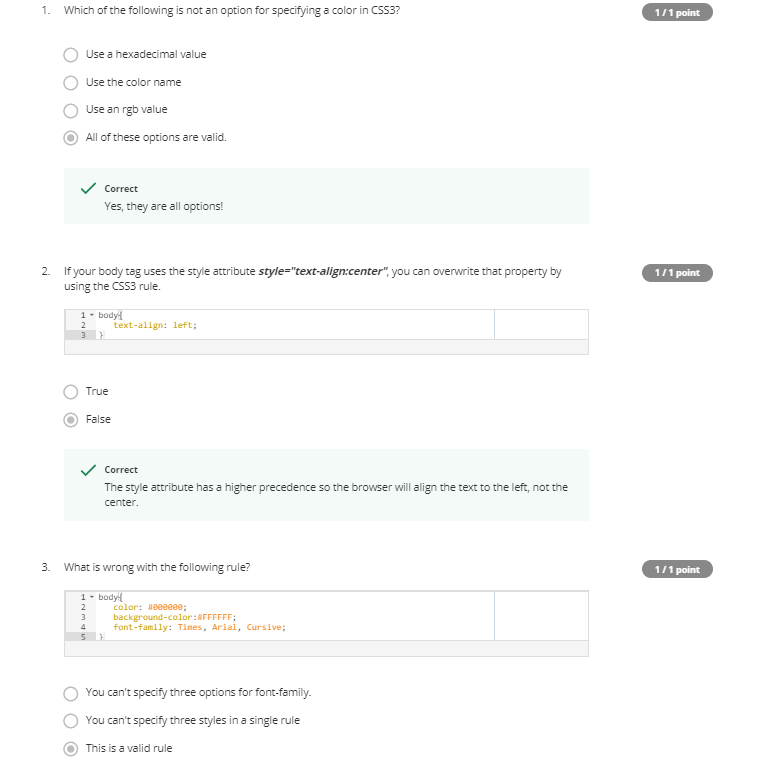 1. Which of the following is not an option for specifying a color in CSS3?
1 / 1 point
Use a hexadecimal value
Use the color name
Use an rgb value
All of these options are valid.
Correct
Yes, they are all options!
2. If your body tag uses the style attribute style="text-align:center", you can overwrite that property by
using the CSS3 rule.
1 / 1 point
1 body{
2 text-align: left;
3 }
True
False
Correct
The style attribute has a higher precedence so the browser will align the text to the left, not the
center.
3. What is wrong with the following rule?
1 / 1 point
1 body{
2 color: #000000;
3 background-color:#FFFFFF;
4 font-family: Times, Arial, Cursive;
5 }
You can't specify three options for font-family.
You can't specify three styles in a single rule
This is a valid rule